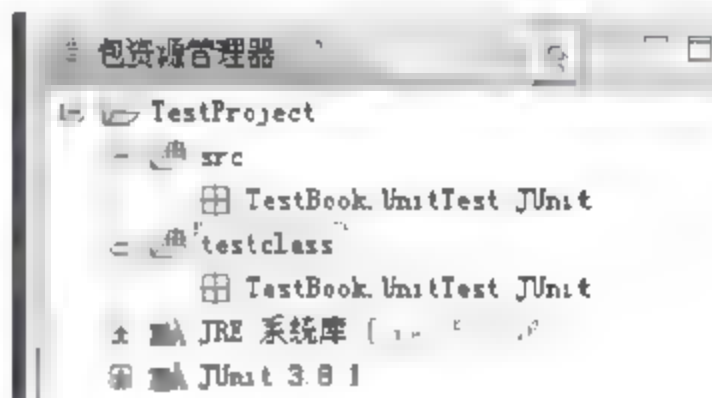 包资源管理器
TestProject
src
TestBook.UnitTest JUnit
testclass
TestBook.UnitTest JUnit
JRE 系统库 [
JUnit 3.8.1